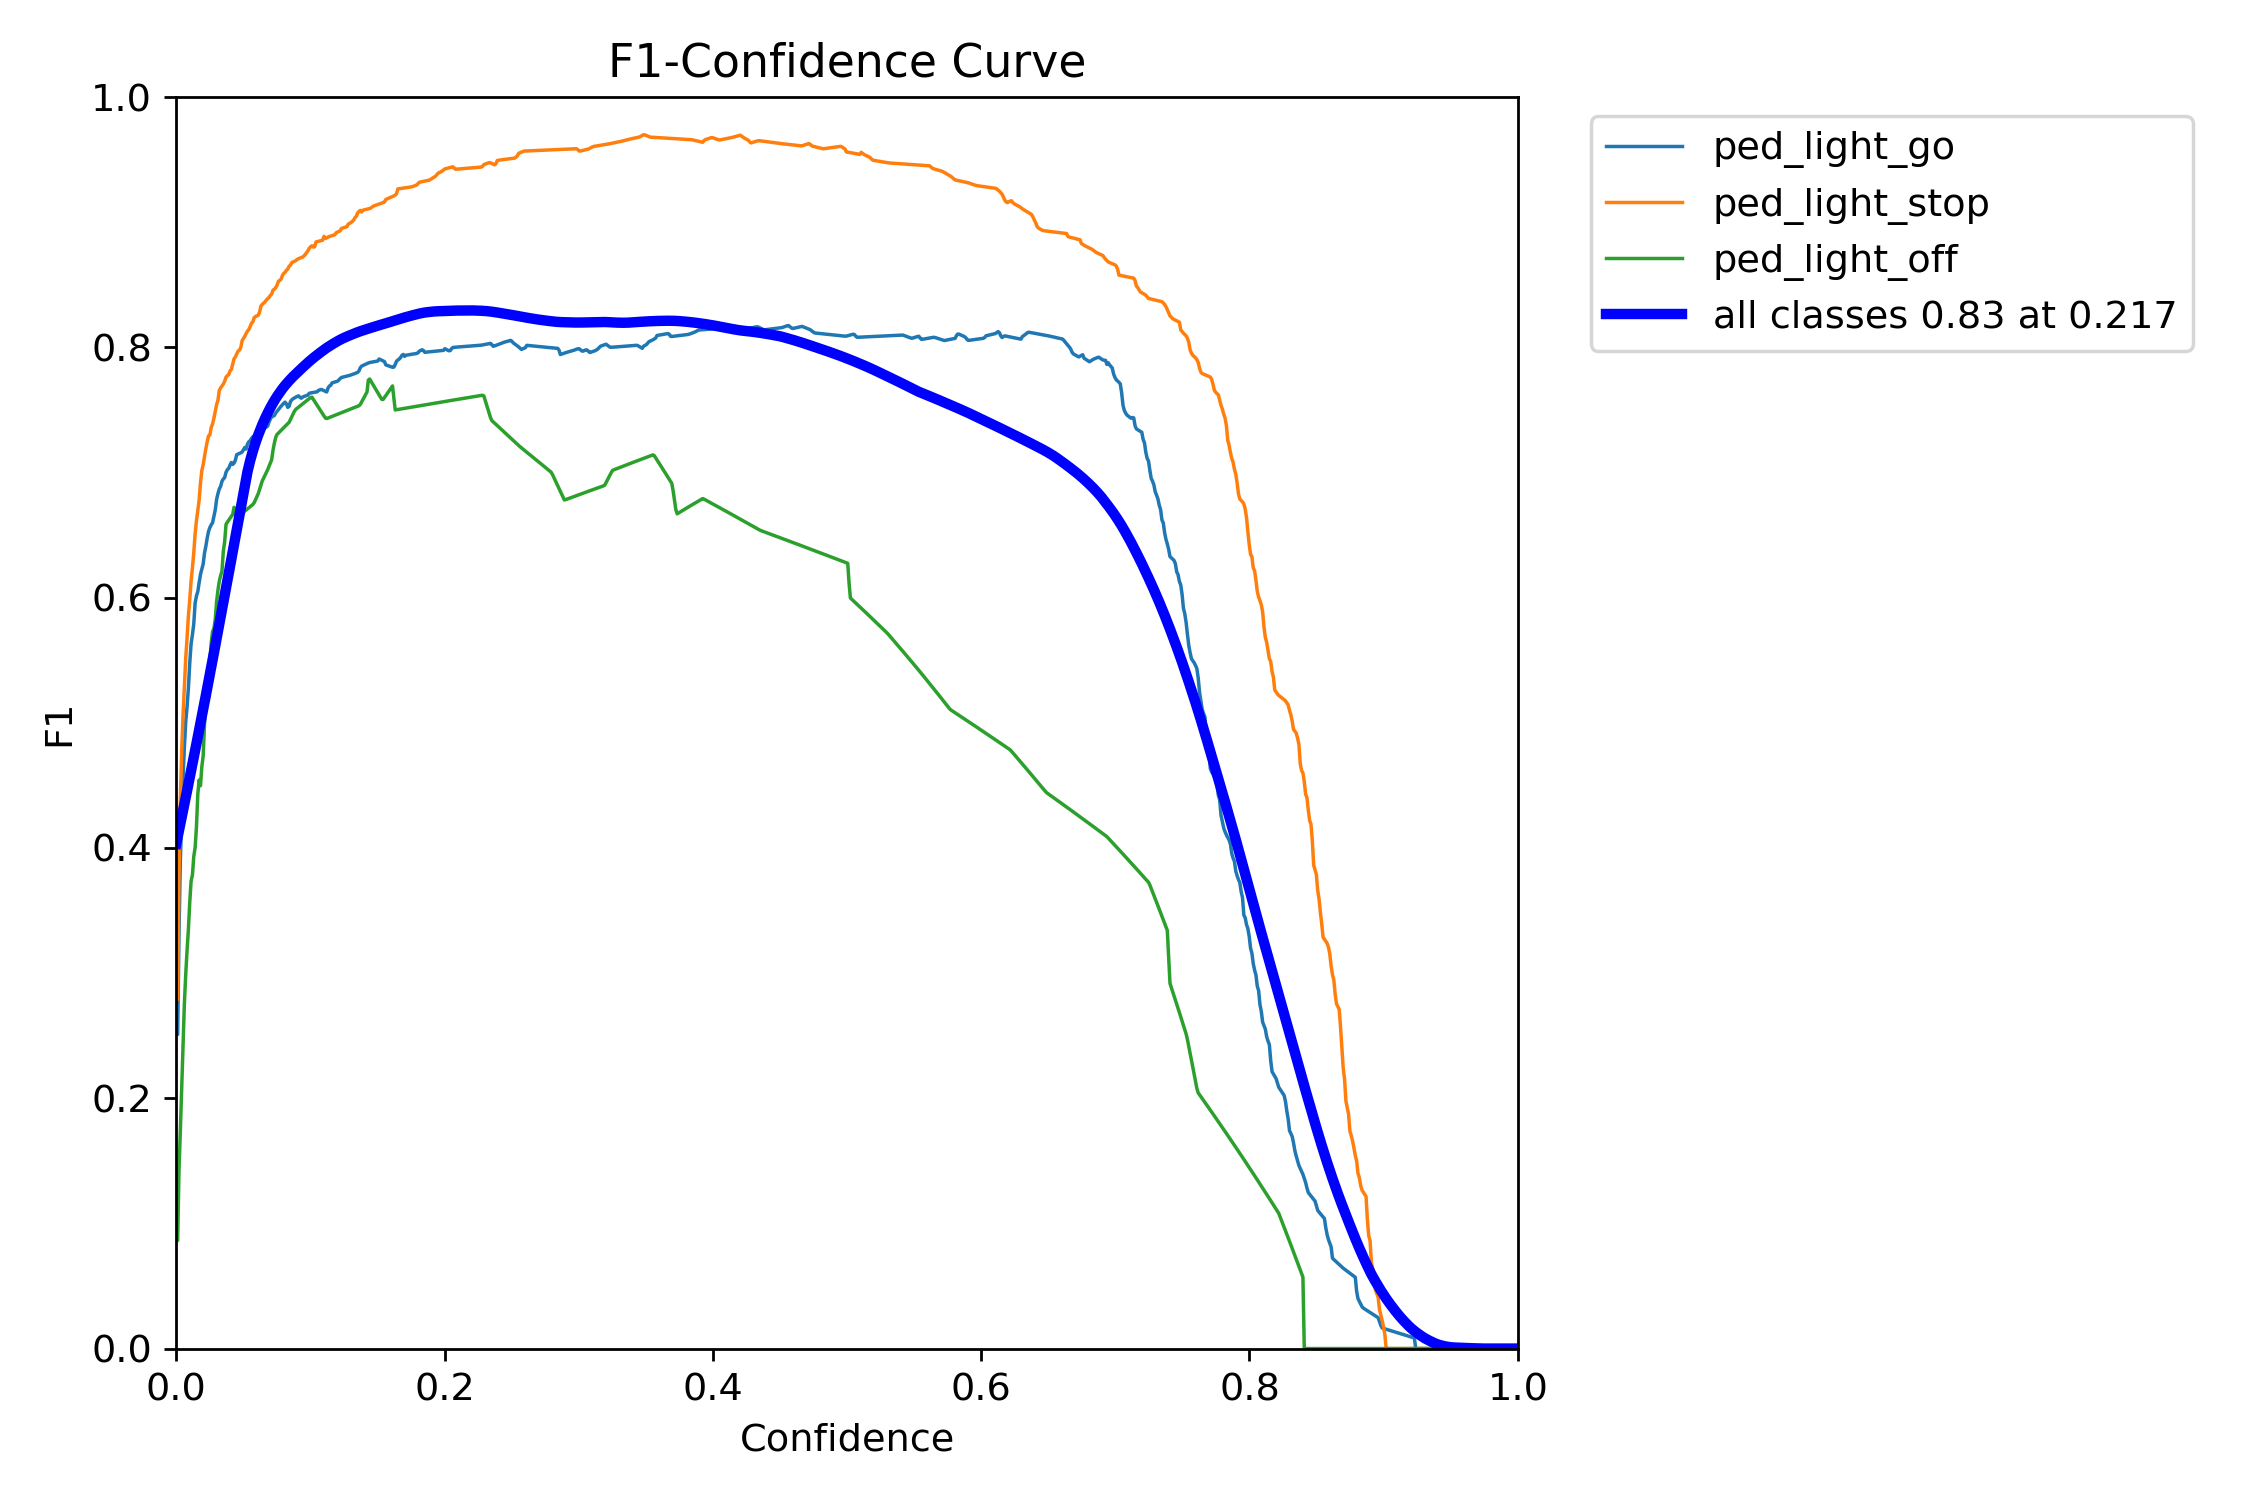 F1-Confidence Curve
1.0
0.8
0.6
0.4
0.2
0.0
F1
0.0 0.2 0.4 0.6 0.8 1.0
Confidence
ped_light_go
ped_light_stop
ped_light_off
all classes 0.83 at 0.217